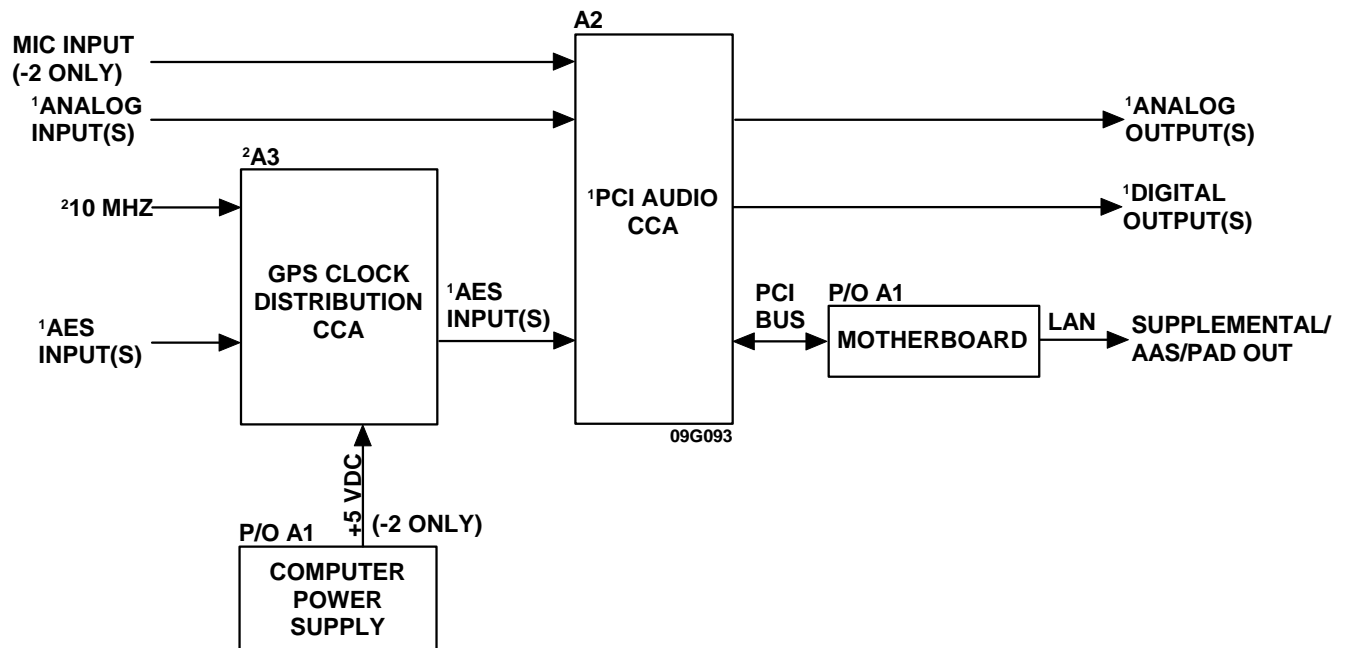 A2
MIC INPUT
(-2 ONLY)
¹ANALOG
INPUT(S)
¹ANALOG
OUTPUT(S)
²A3
²10 MHZ
¹PCI AUDIO
CCA
¹DIGITAL
OUTPUT(S)
GPS CLOCK
DISTRIBUTION
CCA
¹AES
INPUT(S)
¹AES
INPUT(S)
PCI
BUS
P/O A1
MOTHERBOARD
LAN
SUPPLEMENTAL/
AAS/PAD OUT
09G093
+5 VDC
(-2 ONLY)
P/O A1
COMPUTER
POWER
SUPPLY